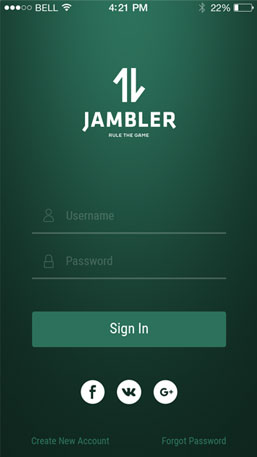 BELL 4:21 PM 22%
JAMBLER
RULE THE GAME
Username
Password
Sign In
f G+
Create New Account Forgot Password